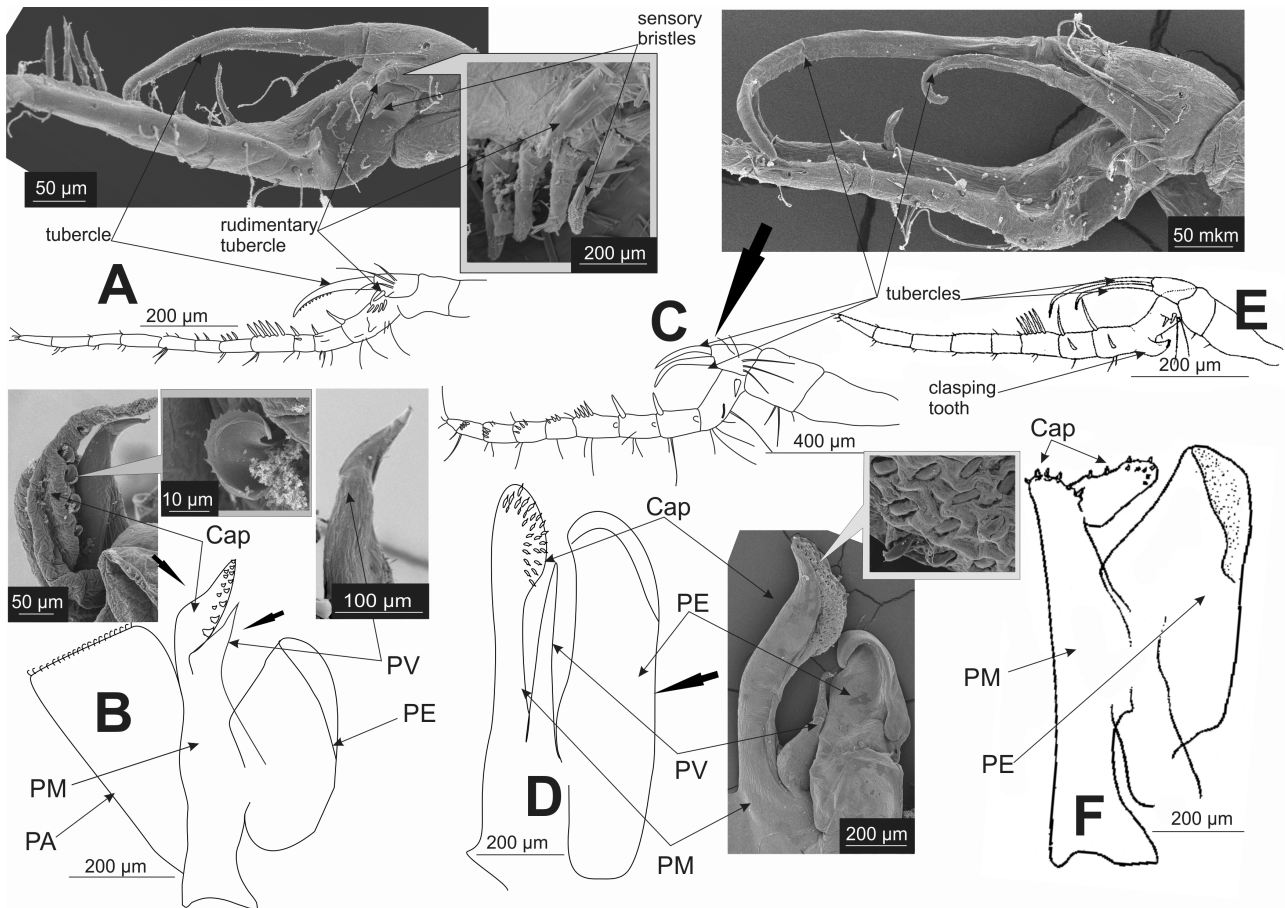 sensory
bristles
50 µm
200 µm
50 mkm
tubercle
rudimentary
tubercle
A
200 µm
C
tubercles
E
200 µm
clasping
tooth
400 µm
10 µm
50 µm
100 µm
Cap
Cap
Cap
PV
PE
B
PM
PA
200 µm
PE
D
PV
200 µm
PM
200 µm
PM
PE
F
200 µm